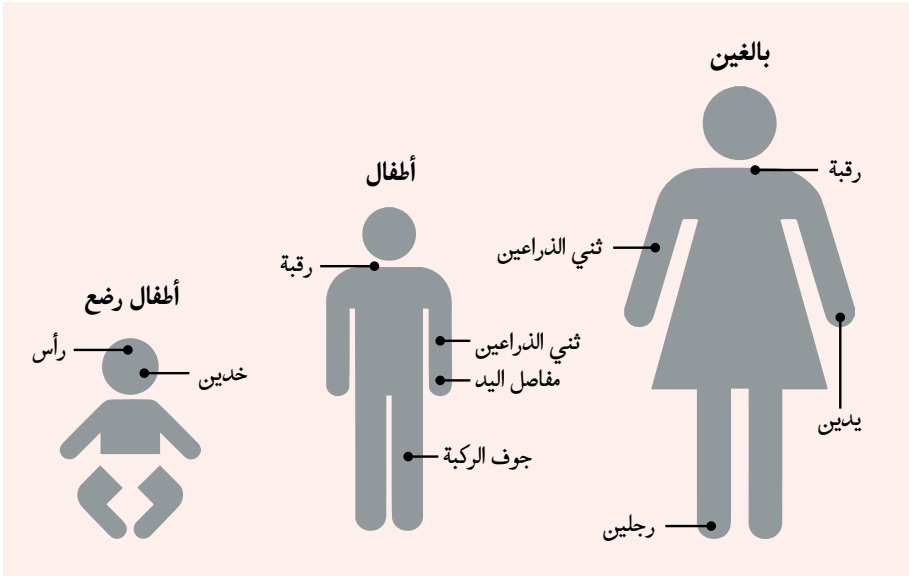 بالغين
رقبة
ثني الذراعين
يدين
رجلين
أطفال
رقبة
ثني الذراعين
مفاصل اليد
جوف الركبة
أطفال رضع
رأس
خدين